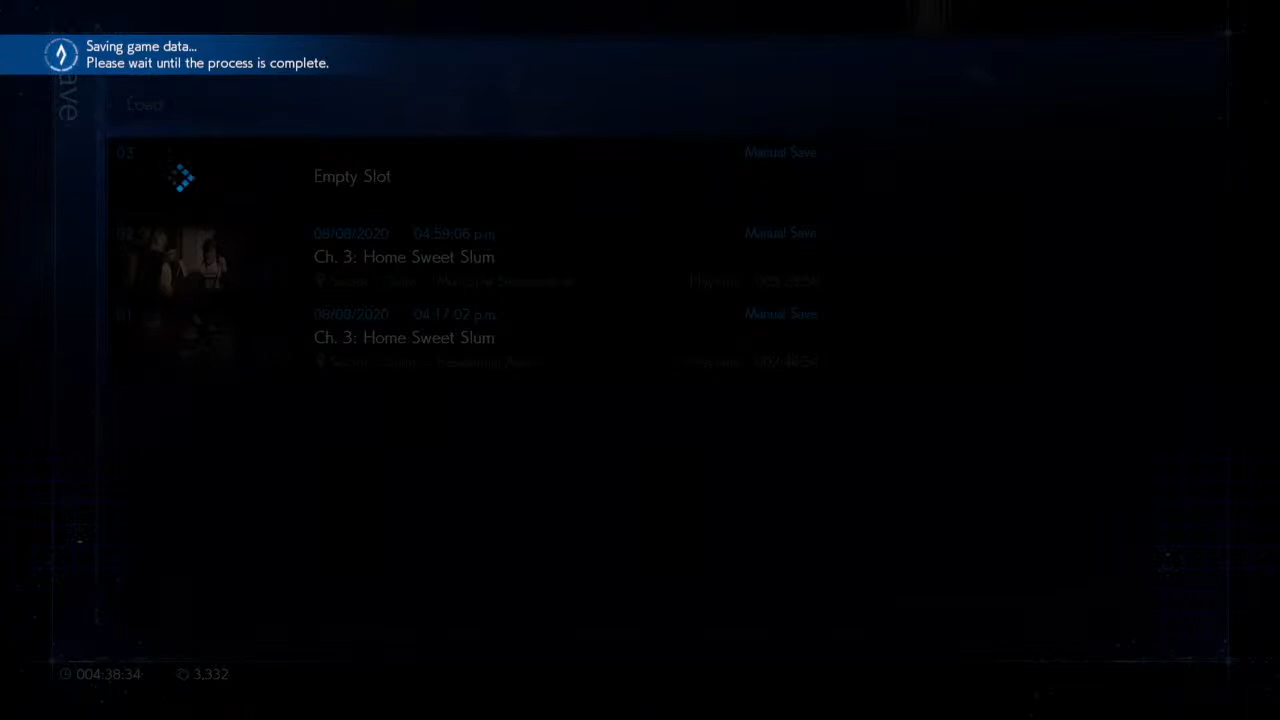 Saving game data...
Please wait until the process is complete.
ave
Load
03
Manual Save
Empty Slot
02
08/08/2020 04:59:06 p.m.
Manual Save
Ch. 3: Home Sweet Slum
01
08/08/2020 04:17:02 p.m.
Manual Save
Ch. 3: Home Sweet Slum
004:38:34
3,332